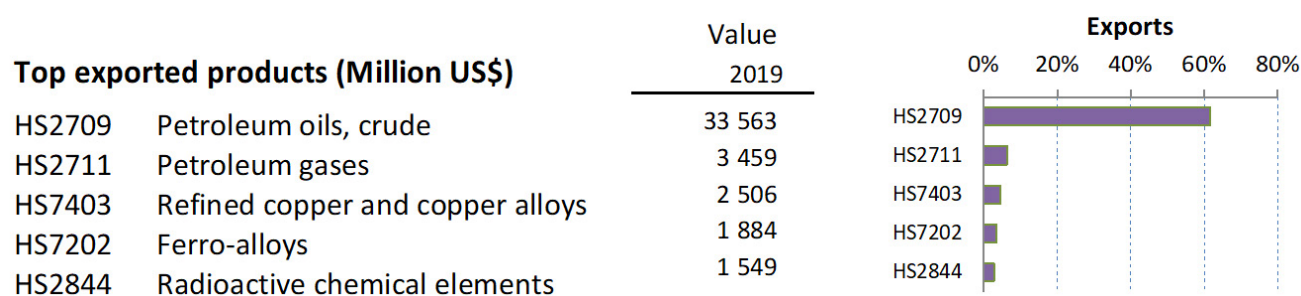 Value
Top exported products (Million US$) 2019
HS2709 Petroleum oils, crude 33 563
HS2711 Petroleum gases 3 459
HS7403 Refined copper and copper alloys 2 506
HS7202 Ferro-alloys 1 884
HS2844 Radioactive chemical elements 1 549
Exports
0% 20% 40% 60% 80%
HS2709
HS2711
HS7403
HS7202
HS2844